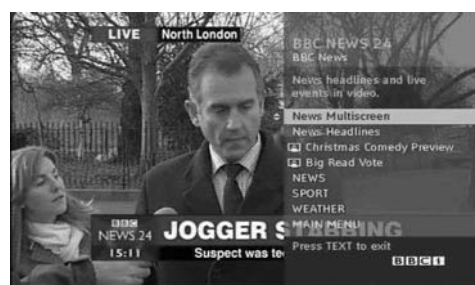 LIVE North London
BBC NEWS 24
BBC News
News headlines and live
events in video.
News Multiscreen
News Headlines
Christmas Comedy Preview
Big Read Vote
NEWS
SPORT
WEATHER
MAIN MENU
Press TEXT to exit
BBCi
BBC
NEWS 24
15:11
JOGGER STABBING
Suspect was